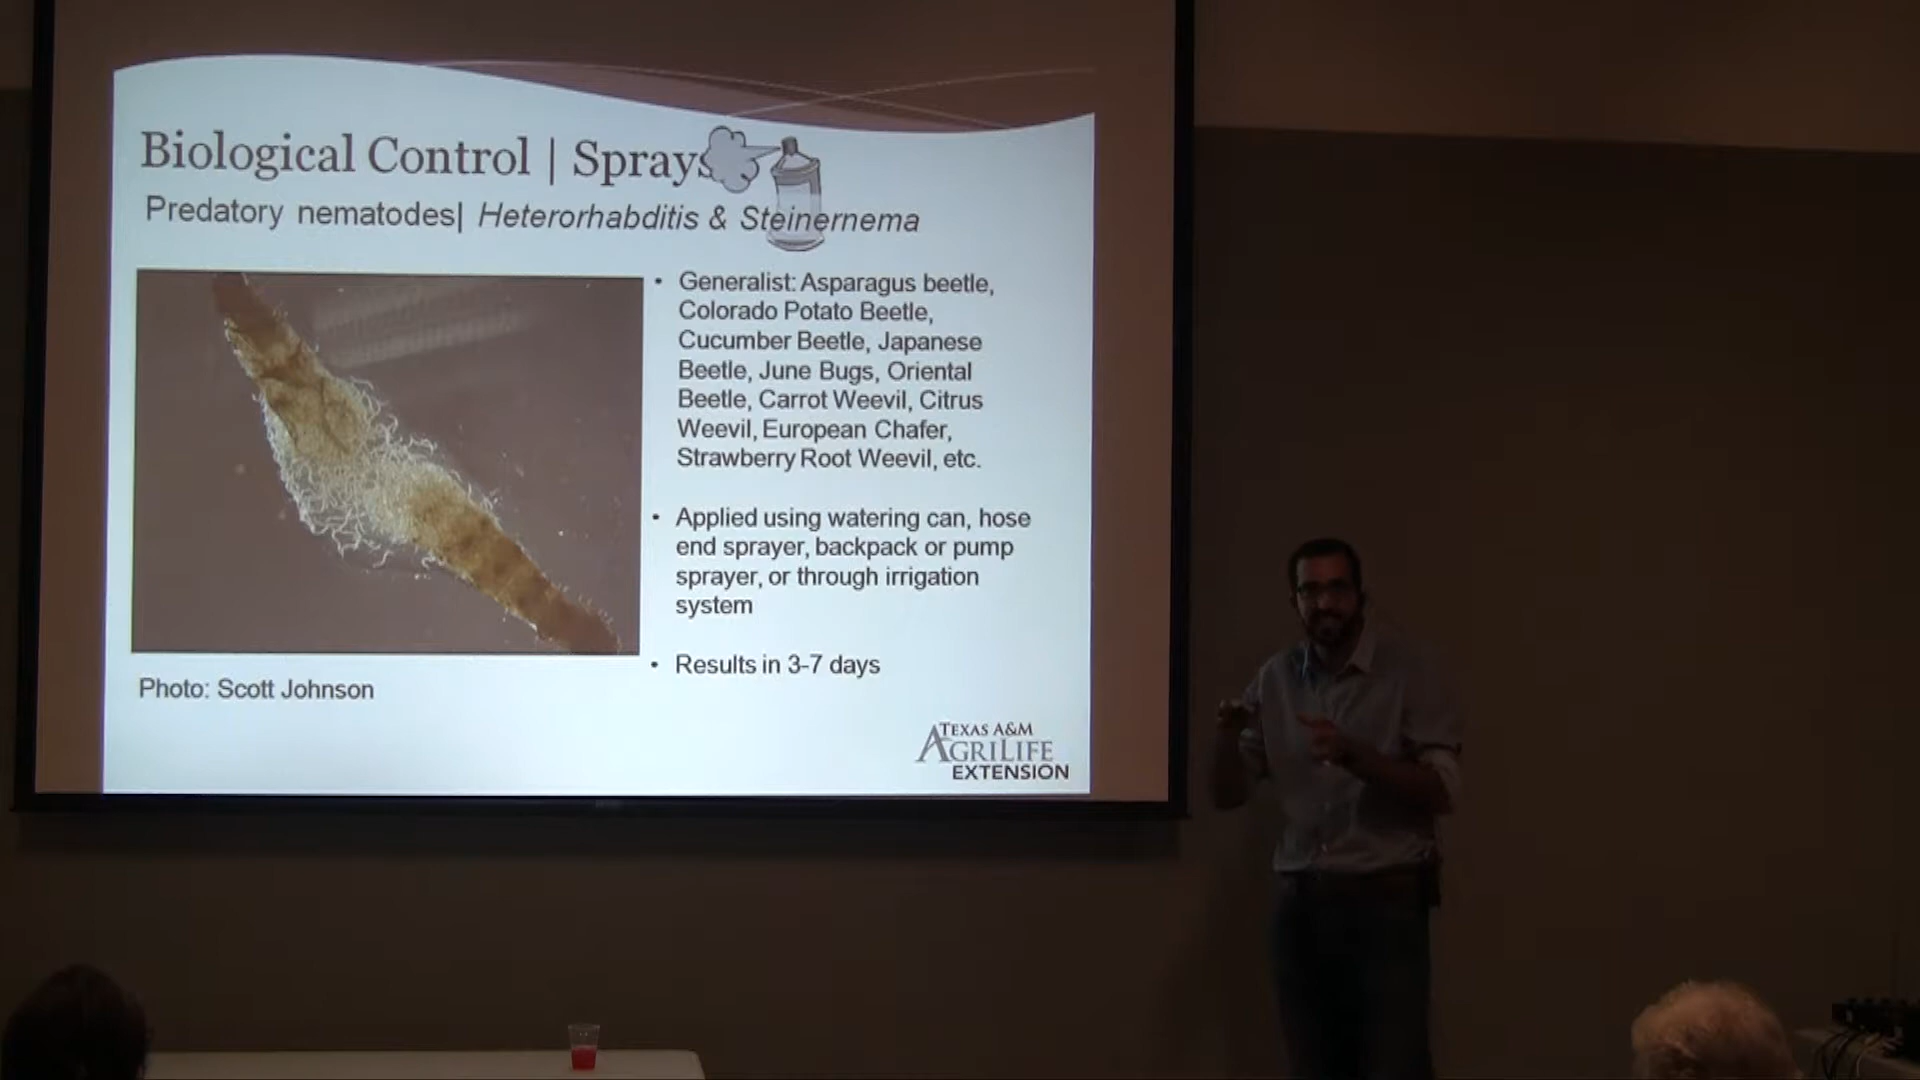 Biological Control | Sprays
Predatory nematodes| Heterorhabditis & Steinernema
• Generalist: Asparagus beetle,
Colorado Potato Beetle,
Cucumber Beetle, Japanese
Beetle, June Bugs, Oriental
Beetle, Carrot Weevil, Citrus
Weevil, European Chafer,
Strawberry Root Weevil, etc.
• Applied using watering can, hose
end sprayer, backpack or pump
sprayer, or through irrigation
system
• Results in 3-7 days
Photo: Scott Johnson
TEXAS A&M
AGRILIFE
EXTENSION